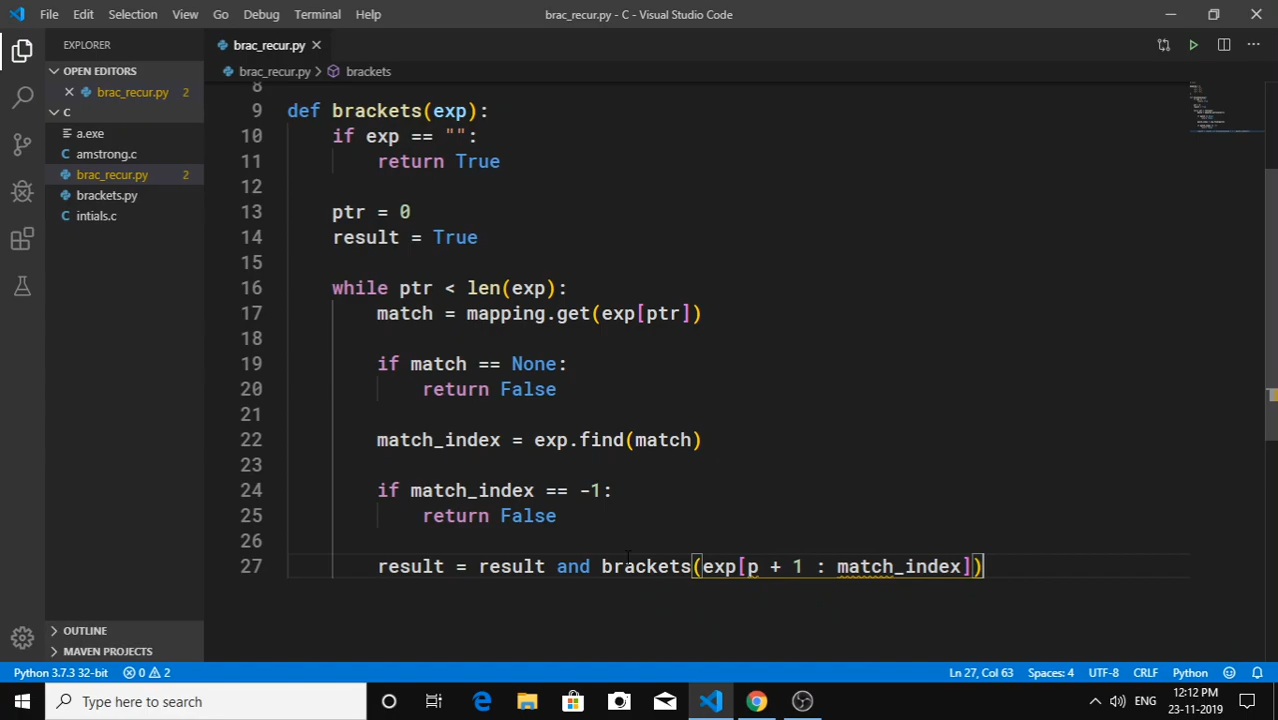 File Edit Selection View Go Debug Terminal Help
brac_recur.py - C - Visual Studio Code
EXPLORER
OPEN EDITORS
brac_recur.py 2
C
a.exe
amstrong.c
brac_recur.py 2
brackets.py
intials.c
OUTLINE
MAVEN PROJECTS
brac_recur.py
brac_recur.py > brackets
8
9 def brackets(exp):
10 if exp == "":
11 return True
12
13 ptr = 0
14 result = True
15
16 while ptr < len(exp):
17 match = mapping.get(exp[ptr])
18
19 if match == None:
20 return False
21
22 match_index = exp.find(match)
23
24 if match_index == -1:
25 return False
26
27 result = result and brackets(exp[p + 1 : match_index])
Python 3.7.3 32-bit 0 2
Ln 27, Col 63 Spaces: 4 UTF-8 CRLF Python
Type here to search
ENG
12:12 PM
23-11-2019